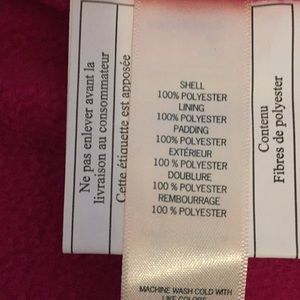 Ne pas enlever avant la
livraison au consommateur
Cette étiquette est apposée
SHELL
100% POLYESTER
LINING
100% POLYESTER
PADDING
100% POLYESTER
EXTÉRIEUR
100 % POLYESTER
DOUBLURE
100 % POLYESTER
REMBOURRAGE
100 % POLYESTER
MACHINE WASH COLD WITH
LIKE COLORS
Contenu
Fibres de polyester